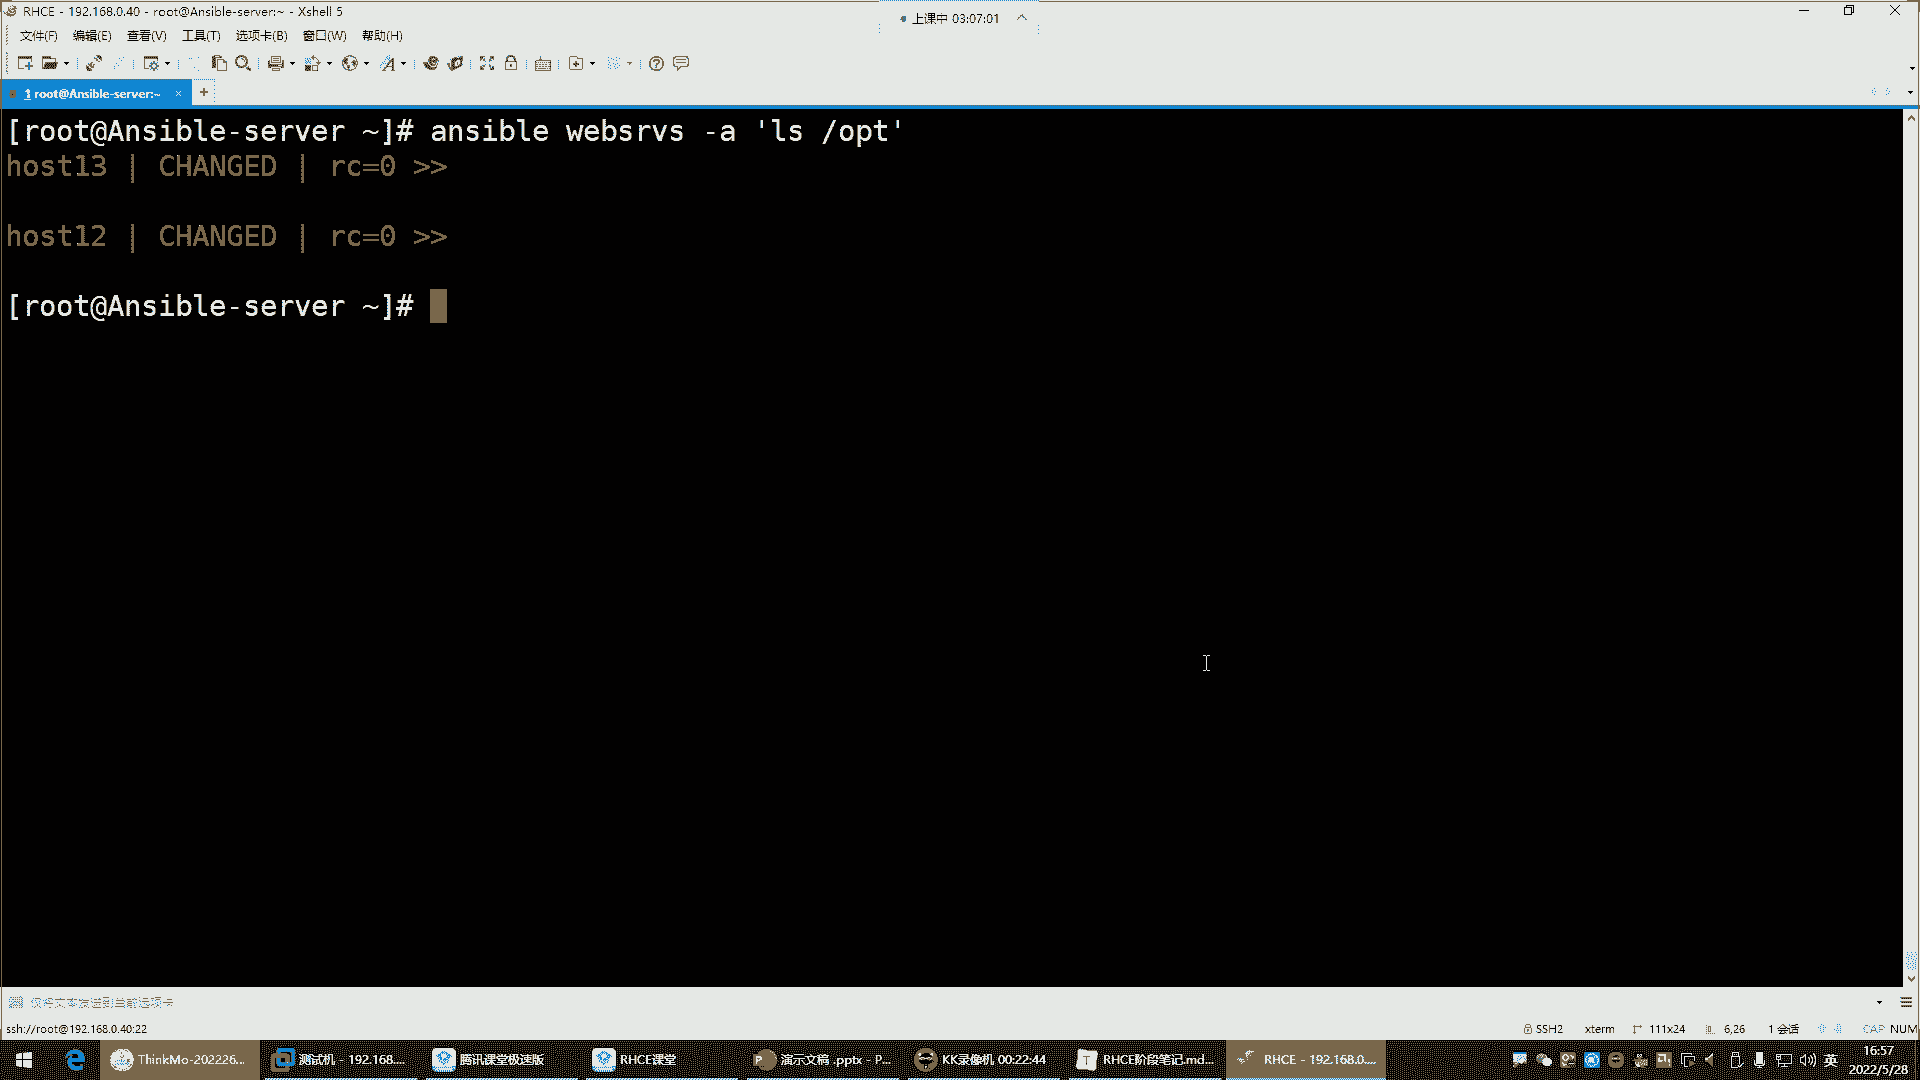 RHCE - 192.168.0.40 - root@Ansible-server:~ - Xshell 5
上课中 03:07:01
文件(F) 编辑(E) 查看(V) 工具(T) 选项卡(B) 窗口(W) 帮助(H)
1 root@Ansible-server:~
[root@Ansible-server ~]# ansible websrvs -a 'ls /opt'
host13 | CHANGED | rc=0 >>
host12 | CHANGED | rc=0 >>
[root@Ansible-server ~]#
仅将文本发送到当前选项卡
ssh://root@192.168.0.40:22
SSH2 xterm 111x24 6,26 1 会话 CAP NUM
ThinkMo-202226... 测试机 - 192.168.... 腾讯课堂极速版 RHCE课堂 演示文稿 .pptx - P... KK录像机 00:22:44 RHCE阶段笔记.md... RHCE - 192.168.0.... 英 16:57
2022/5/28